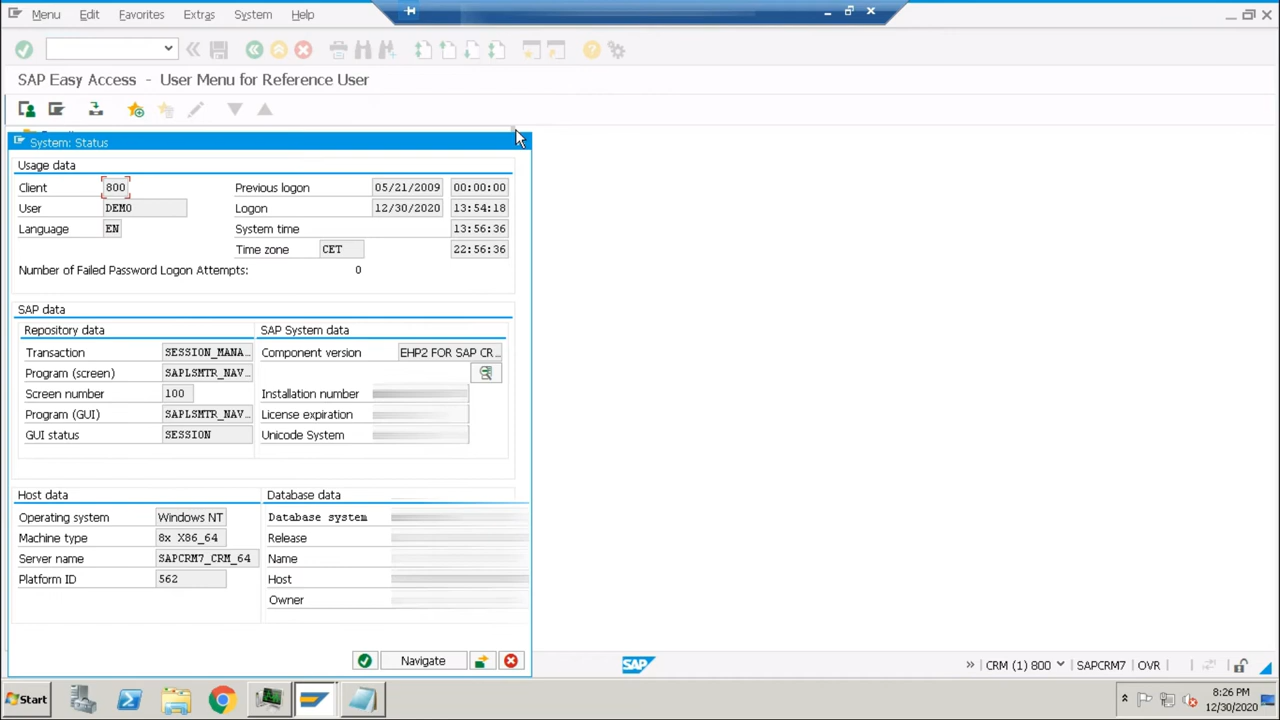 Menu Edit Favorites Extras System Help
SAP Easy Access - User Menu for Reference User
System: Status
Usage data
Client 800 Previous logon 05/21/2009 00:00:00
User DEMO Logon 12/30/2020 13:54:18
Language EN System time 13:56:36
Time zone CET 22:56:36
Number of Failed Password Logon Attempts: 0
SAP data
Repository data SAP System data
Transaction SESSION_MANA... Component version EHP2 FOR SAP CR...
Program (screen) SAPLSMTR_NAV...
Screen number 100 Installation number
Program (GUI) SAPLSMTR_NAV... License expiration
GUI status SESSION Unicode System
Host data Database data
Operating system Windows NT Database system
Machine type 8x X86_64 Release
Server name SAPCRM7_CRM_64 Name
Platform ID 562 Host
Owner
Navigate
SAP » CRM (1) 800 SAPCRM7 OVR
Start 8:26 PM
12/30/2020